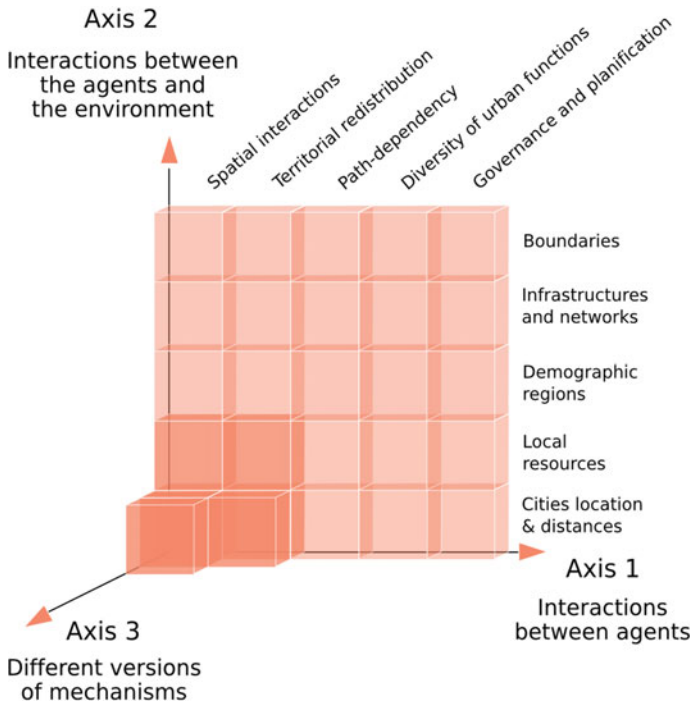 Axis 2
Interactions between
the agents and
the environment
Spatial interactions
Territorial redistribution
Path-dependency
Diversity of urban functions
Governance and planification
Boundaries
Infrastructures
and networks
Demographic
regions
Local
resources
Cities location
& distances
Axis 1
Interactions
between agents
Axis 3
Different versions
of mechanisms